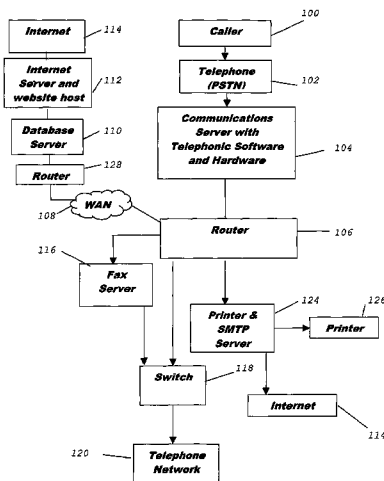 Internet
114
Internet
Server and
website host
112
Database
Server
110
Router
128
WAN
108
Caller
100
Telephone
(PSTN)
102
Communications
Server with
Telephonic Software
and Hardware
104
Router
106
116
Fax
Server
124
Printer &
SMTP
Server
126
Printer
Switch
118
Internet
114
120
Telephone
Network